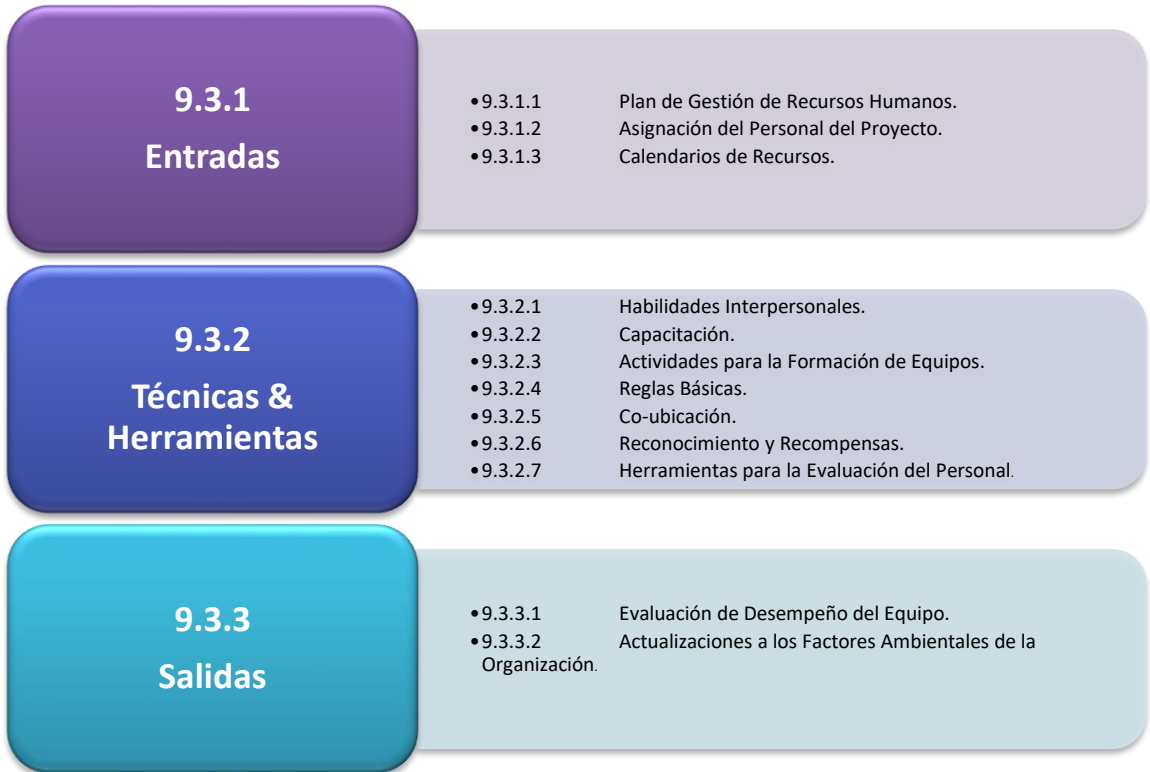 9.3.1
Entradas
•9.3.1.1 Plan de Gestión de Recursos Humanos.
•9.3.1.2 Asignación del Personal del Proyecto.
•9.3.1.3 Calendarios de Recursos.
9.3.2
Técnicas &
Herramientas
•9.3.2.1 Habilidades Interpersonales.
•9.3.2.2 Capacitación.
•9.3.2.3 Actividades para la Formación de Equipos.
•9.3.2.4 Reglas Básicas.
•9.3.2.5 Co-ubicación.
•9.3.2.6 Reconocimiento y Recompensas.
•9.3.2.7 Herramientas para la Evaluación del Personal.
9.3.3
Salidas
•9.3.3.1 Evaluación de Desempeño del Equipo.
•9.3.3.2 Actualizaciones a los Factores Ambientales de la
Organización.